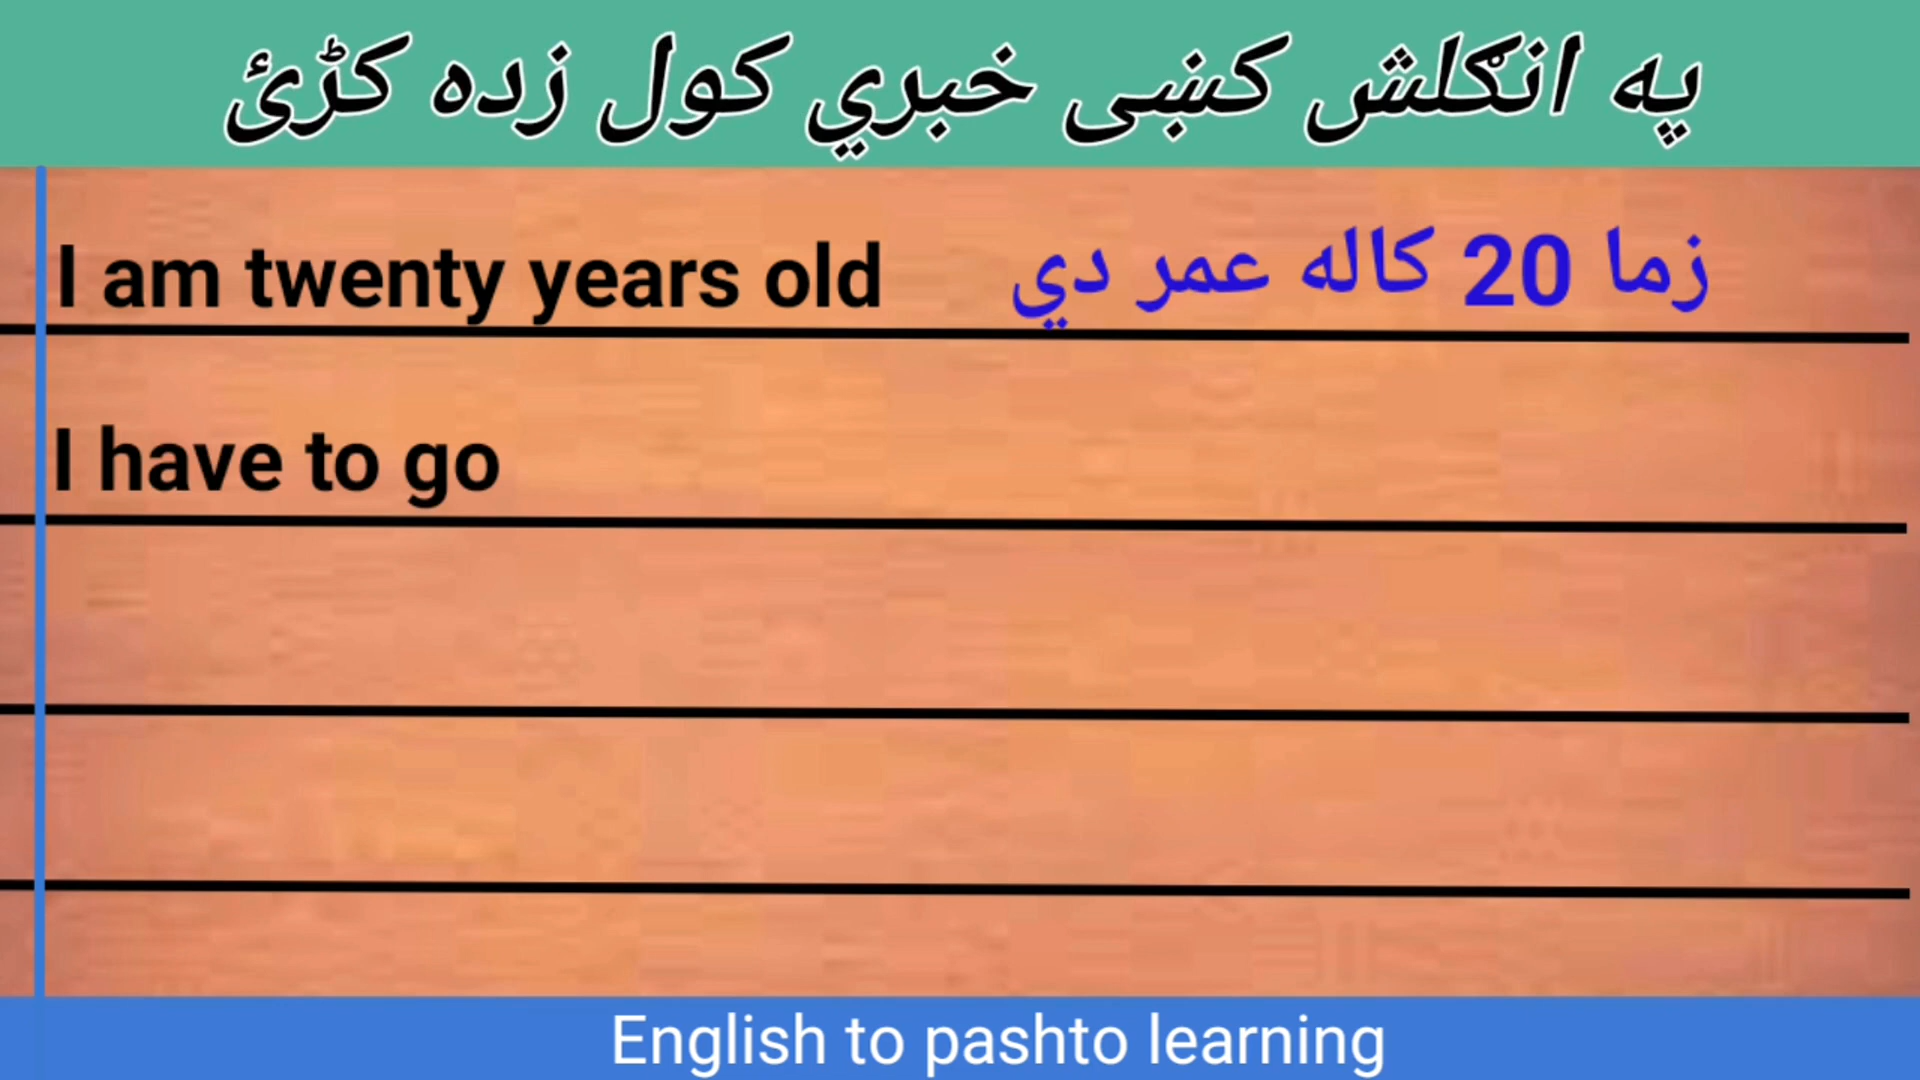 په انګلش کښی خبري کول زده کړئ
I am twenty years old زما 20 کاله عمر دي
I have to go
English to pashto learning